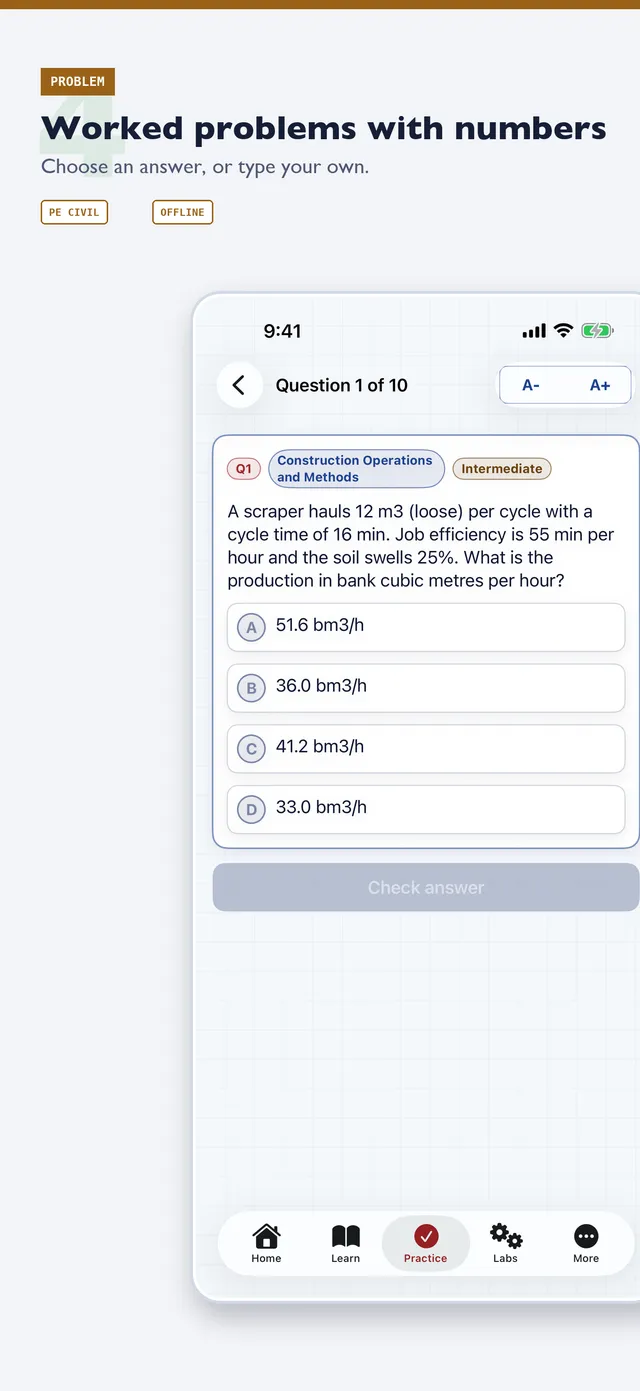 PROBLEM
4
Worked problems with numbers
Choose an answer, or type your own.
PE CIVIL
OFFLINE
9:41
Question 1 of 10
A-
A+
Q1
Construction Operations
and Methods
Intermediate
A scraper hauls 12 m3 (loose) per cycle with a
cycle time of 16 min. Job efficiency is 55 min per
hour and the soil swells 25%. What is the
production in bank cubic metres per hour?
A
51.6 bm3/h
B
36.0 bm3/h
C
41.2 bm3/h
D
33.0 bm3/h
Check answer
Home
Learn
Practice
Labs
More